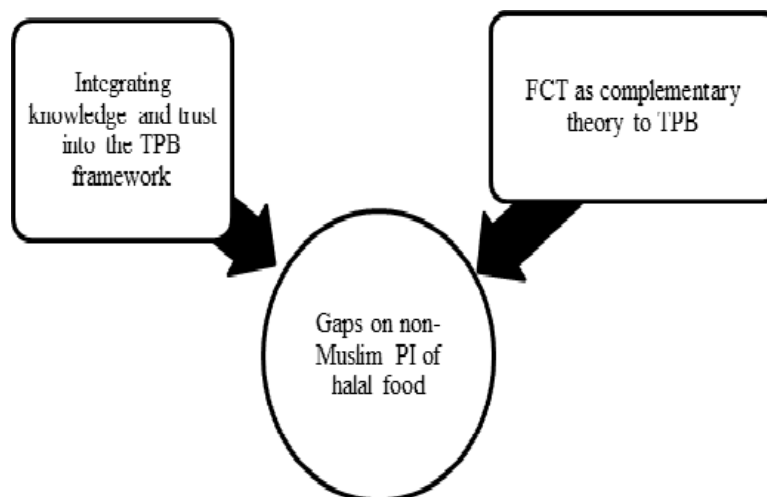 Integrating
knowledge and trust
into the TPB
framework
FCT as complementary
theory to TPB
Gaps on non-
Muslim PI of
halal food